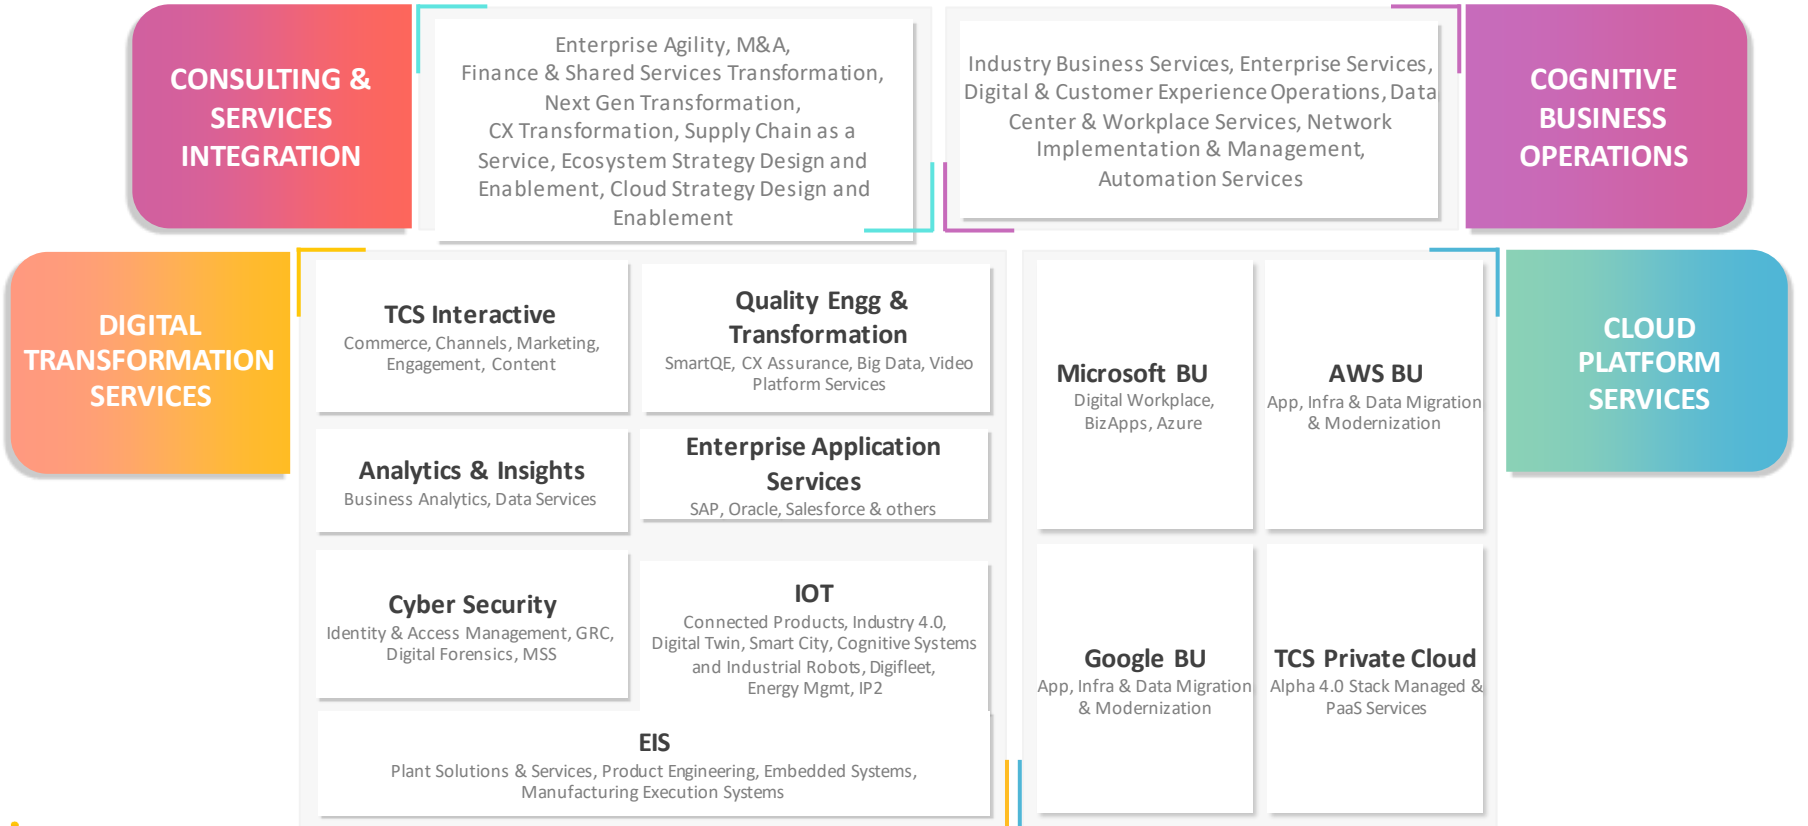 CONSULTING &
SERVICES
INTEGRATION
Enterprise Agility, M&A,
Finance & Shared Services Transformation,
Next Gen Transformation,
CX Transformation, Supply Chain as a
Service, Ecosystem Strategy Design and
Enablement, Cloud Strategy Design and
Enablement
Industry Business Services, Enterprise Services,
Digital & Customer Experience Operations, Data
Center & Workplace Services, Network
Implementation & Management,
Automation Services
COGNITIVE
BUSINESS
OPERATIONS
DIGITAL
TRANSFORMATION
SERVICES
TCS Interactive
Commerce, Channels, Marketing,
Engagement, Content
Quality Engg &
Transformation
SmartQE, CX Assurance, Big Data, Video
Platform Services
Analytics & Insights
Business Analytics, Data Services
Enterprise Application
Services
SAP, Oracle, Salesforce & others
Cyber Security
Identity & Access Management, GRC,
Digital Forensics, MSS
IOT
Connected Products, Industry 4.0,
Digital Twin, Smart City, Cognitive Systems
and Industrial Robots, Digifleet,
Energy Mgmt, IP2
EIS
Plant Solutions & Services, Product Engineering, Embedded Systems,
Manufacturing Execution Systems
Microsoft BU
Digital Workplace,
BizApps, Azure
AWS BU
App, Infra & Data Migration
& Modernization
Google BU
App, Infra & Data Migration
& Modernization
TCS Private Cloud
Alpha 4.0 Stack Managed &
PaaS Services
CLOUD
PLATFORM
SERVICES